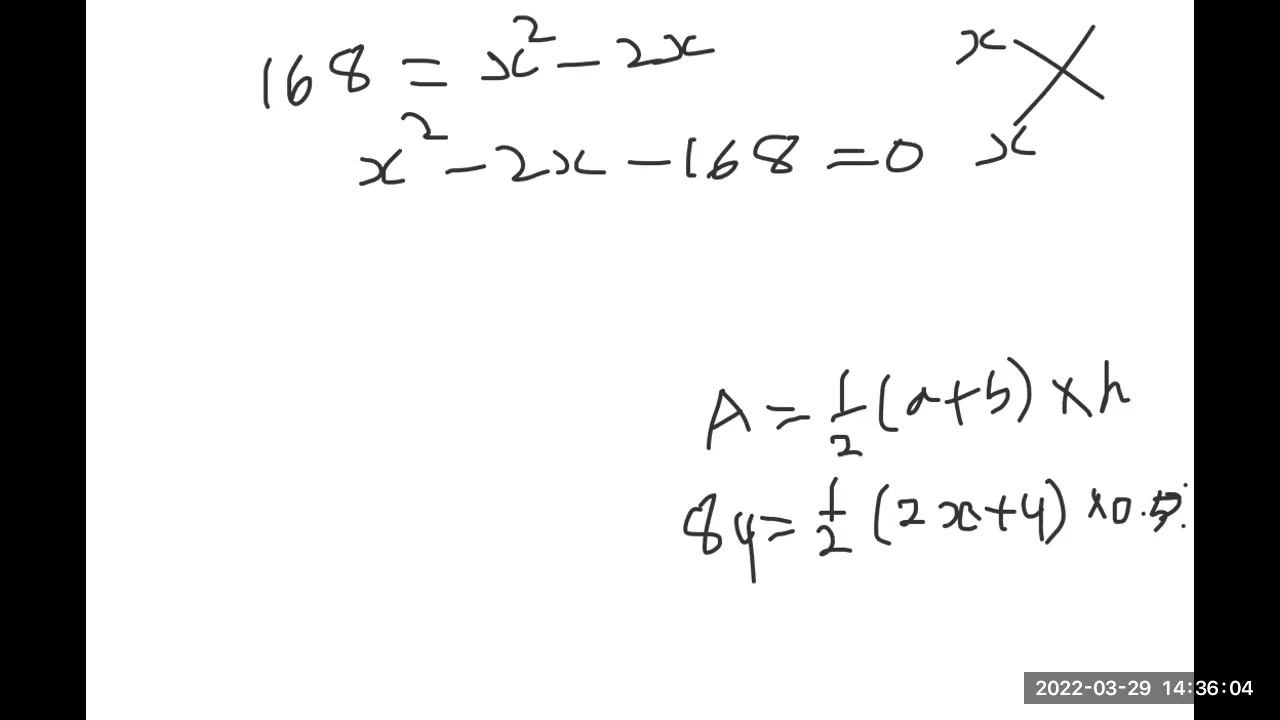 168 = x² - 2x
x
x² - 2x - 168 = 0
x
A = 1/2 (a+b) × h
84 = 1/2 (2x+4) × 0.5
2022-03-29 14:36:04